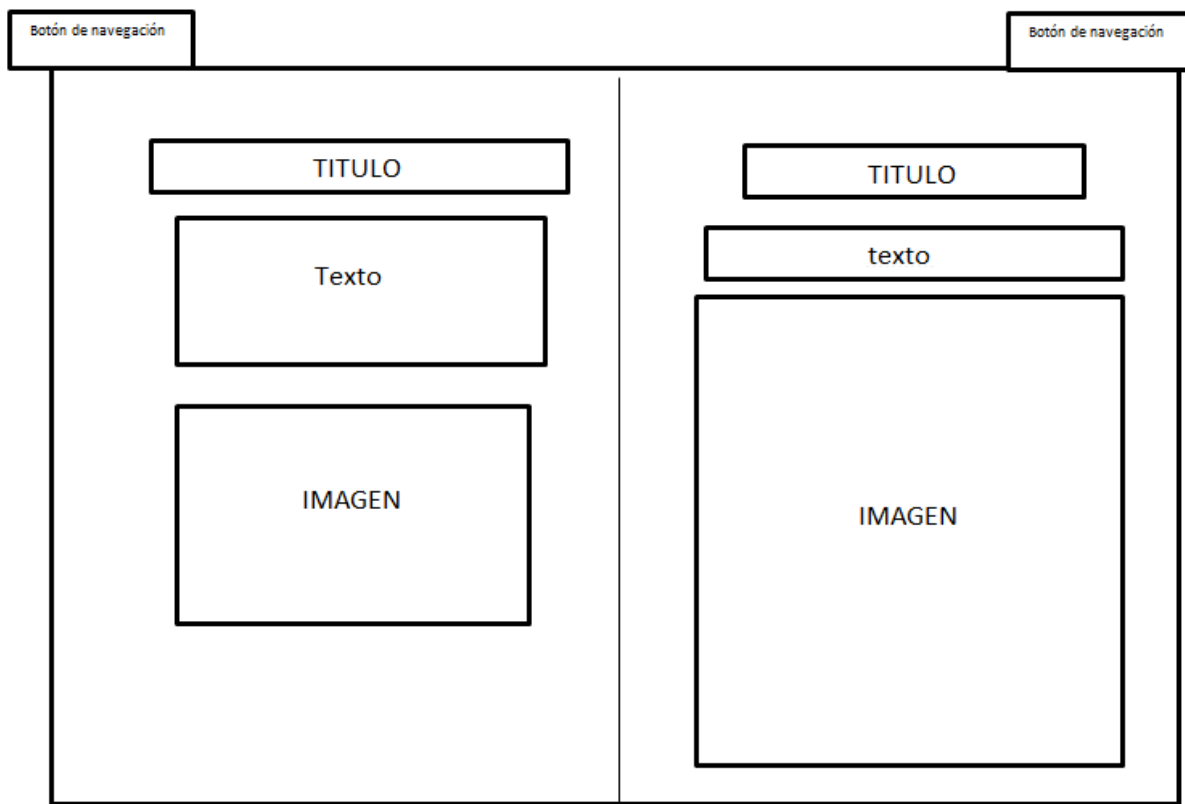 Botón de navegación
Botón de navegación
TITULO
Texto
IMAGEN
TITULO
texto
IMAGEN